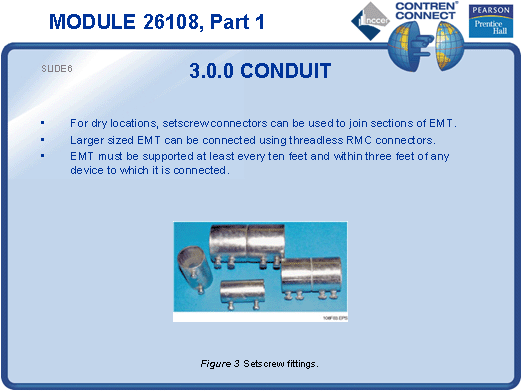 MODULE 26108, Part 1
nccer
CONTREN®
CONNECT
PEARSON
Prentice
Hall
SLIDE 6
3.0.0 CONDUIT
• For dry locations, setscrew connectors can be used to join sections of EMT.
• Larger sized EMT can be connected using threadless RMC connectors.
• EMT must be supported at least every ten feet and within three feet of any
device to which it is connected.
108F03.EPS
Figure 3 Setscrew fittings.